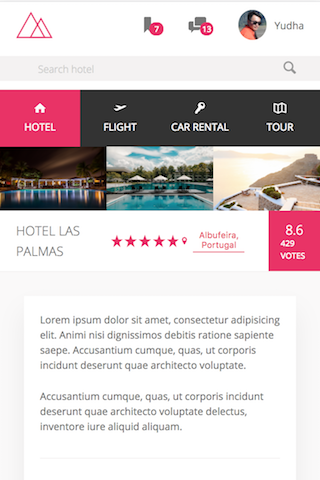 7
13
Yudha
Search hotel
HOTEL
FLIGHT
CAR RENTAL
TOUR
HOTEL LAS
PALMAS
Albufeira,
Portugal
8.6
429
VOTES
Lorem ipsum dolor sit amet, consectetur adipisicing
elit. Animi nisi dignissimos debitis ratione sapiente
saepe. Accusantium cumque, quas, ut corporis
incidunt deserunt quae architecto voluptate.
Accusantium cumque, quas, ut corporis incidunt
deserunt quae architecto voluptate delectus,
inventore iure aliquid aliquam.